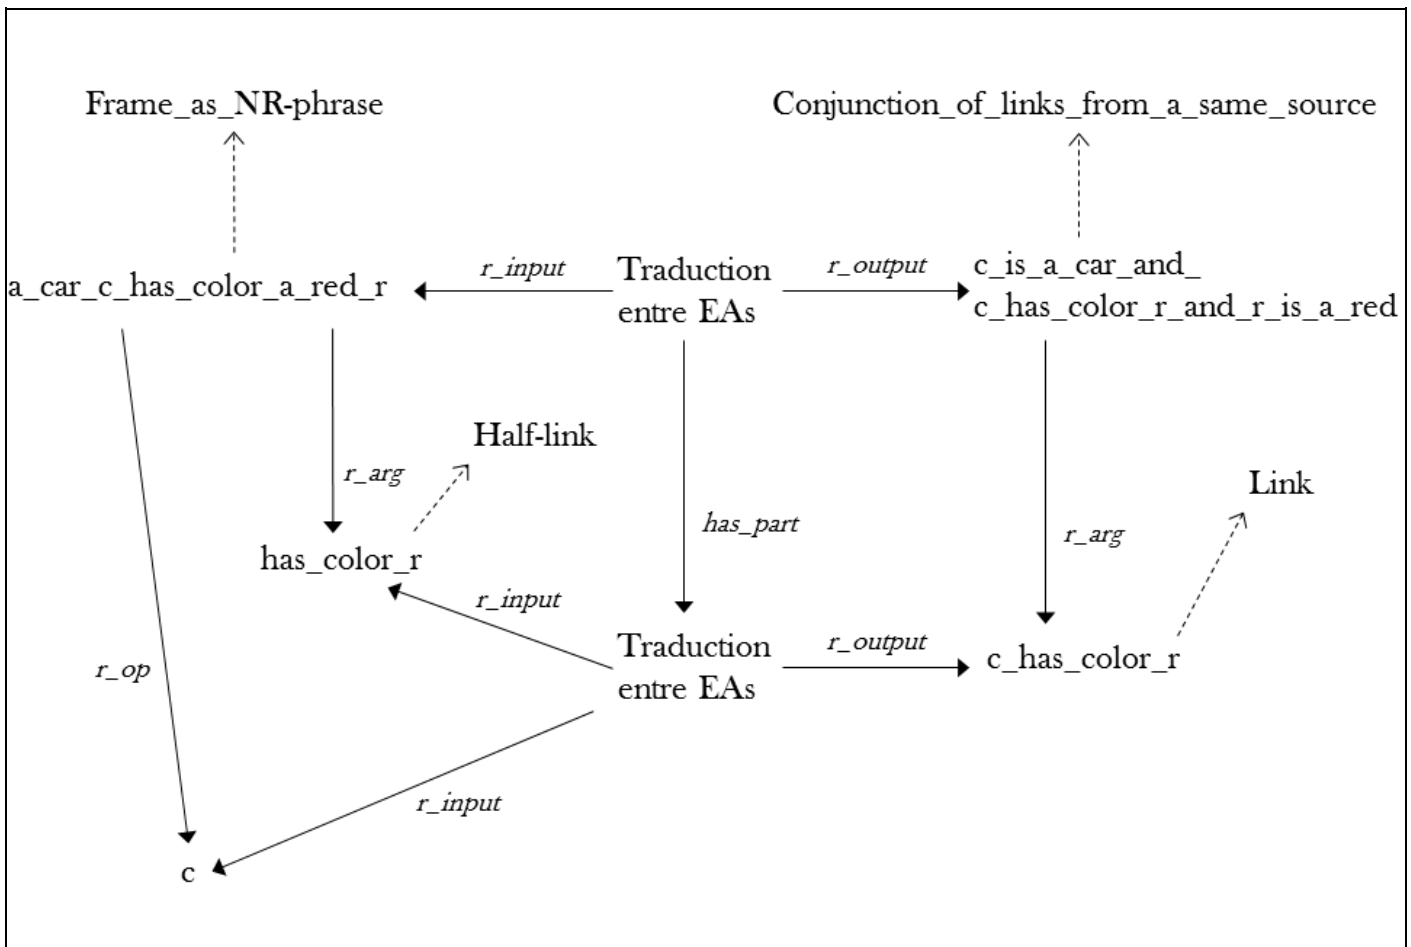 Frame_as_NR-phrase
Conjunction_of_links_from_a_same_source
a_car_c_has_color_a_red_r
r_input
Traduction
entre EAs
r_output
c_is_a_car_and_
c_has_color_r_and_r_is_a_red
Half-link
r_arg
Link
has_part
r_arg
has_color_r
r_input
Traduction
entre EAs
r_output
c_has_color_r
r_op
r_input
c